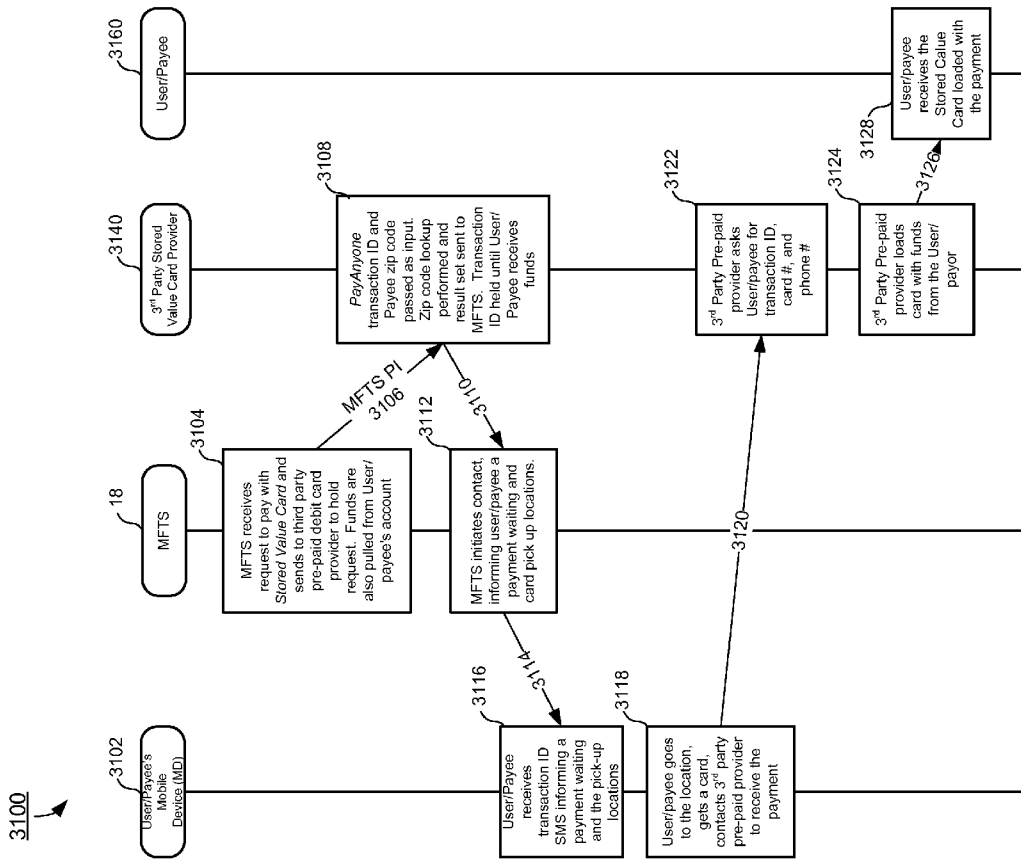 3100
3102
User/Payee's
Mobile
Device (MD)
18
MFTS
3140
3rd Party Stored
Value Card Provider
3160
User/Payee
3104
MFTS receives
request to pay with
Stored Value Card and
sends to third party
pre-paid debit card
provider to hold
request. Funds are
also pulled from User/
payee's account
MFTS PI
3106
3108
PayAnyone
transaction ID and
Payee zip code
passed as input.
Zip code lookup
performed and
result set sent to
MFTS. Transaction
ID held until User/
Payee receives
funds
3110
3112
MFTS initiates contact,
informing user/payee a
payment waiting and
card pick up locations.
3114
3116
User/Payee
receives
transaction ID
SMS informing a
payment waiting
and the pick-up
locations
3118
User/payee goes
to the location,
gets a card,
contacts 3rd party
pre-paid provider
to receive the
payment
3120
3122
3rd Party Pre-paid
provider asks
User/payee for
transaction ID,
card #, and
phone #
3124
3rd Party Pre-paid
provider loads
card with funds
from the User/
payor
3126
3128
User/payee
receives the
Stored Calue
Card loaded with
the payment